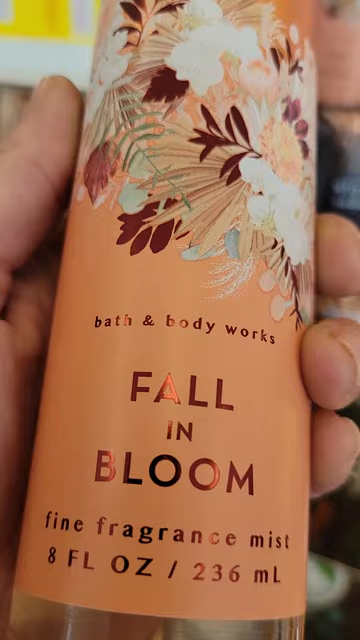 bath & body works
FALL
IN
BLOOM
fine fragrance mist
8 FL OZ / 236 mL